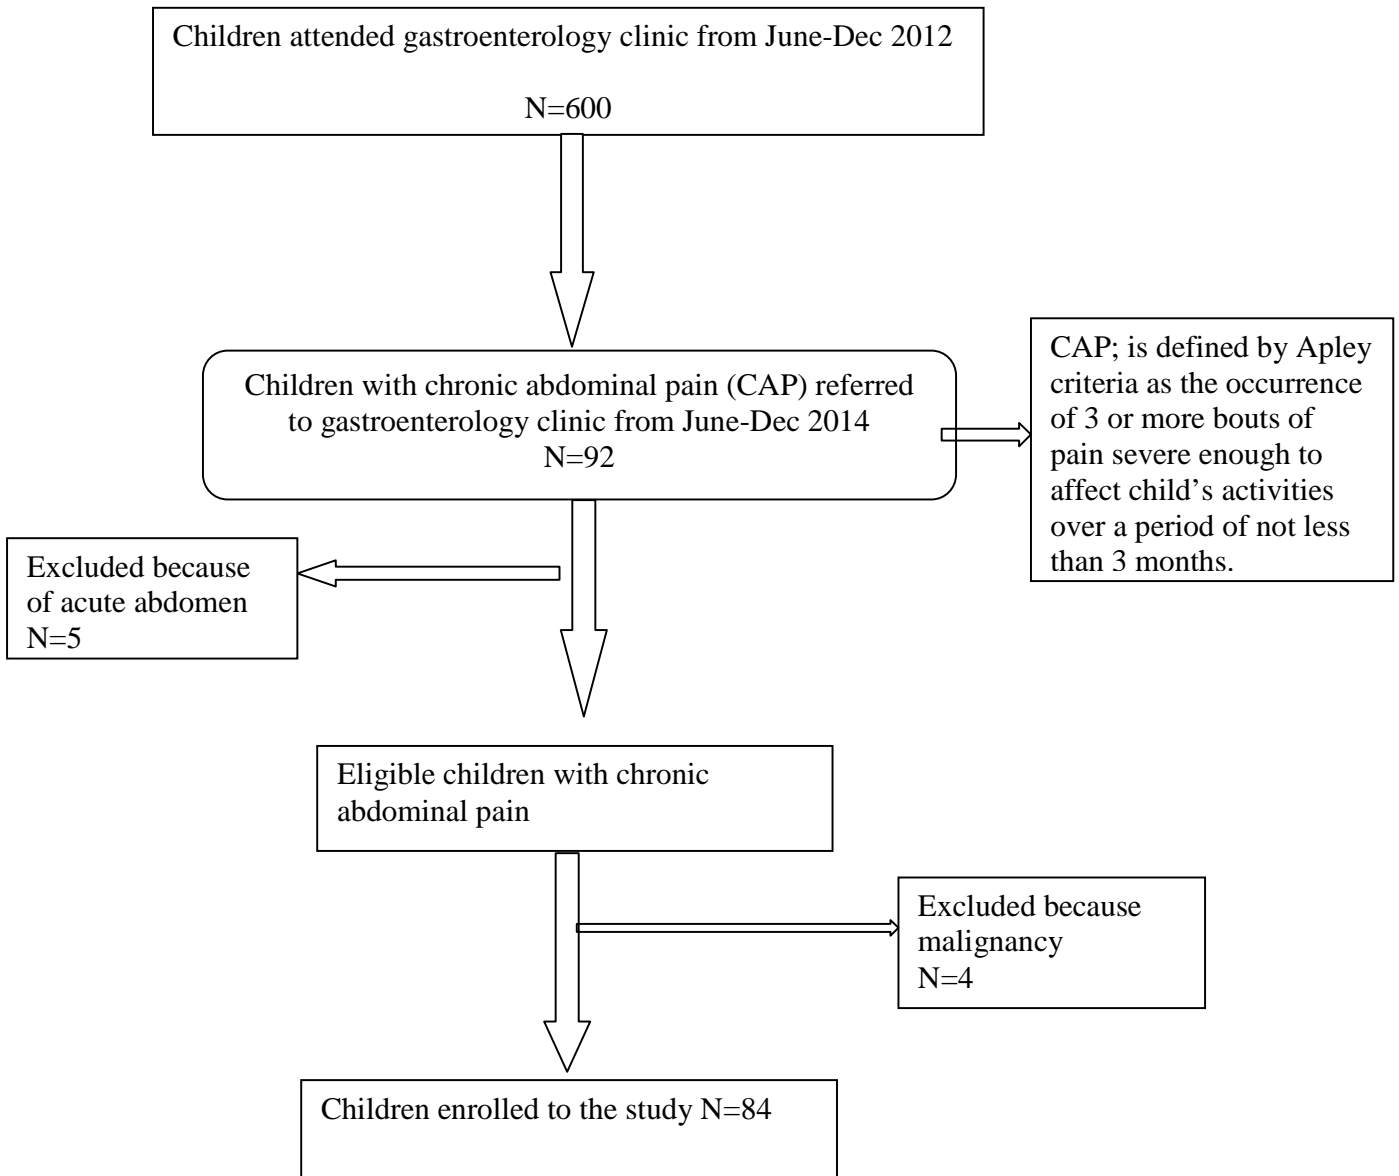 Children attended gastroenterology clinic from June-Dec 2012
N=600
Children with chronic abdominal pain (CAP) referred
to gastroenterology clinic from June-Dec 2014
N=92
CAP; is defined by Apley
criteria as the occurrence
of 3 or more bouts of
pain severe enough to
affect child’s activities
over a period of not less
than 3 months.
Excluded because
of acute abdomen
N=5
Eligible children with chronic
abdominal pain
Excluded because
malignancy
N=4
Children enrolled to the study N=84